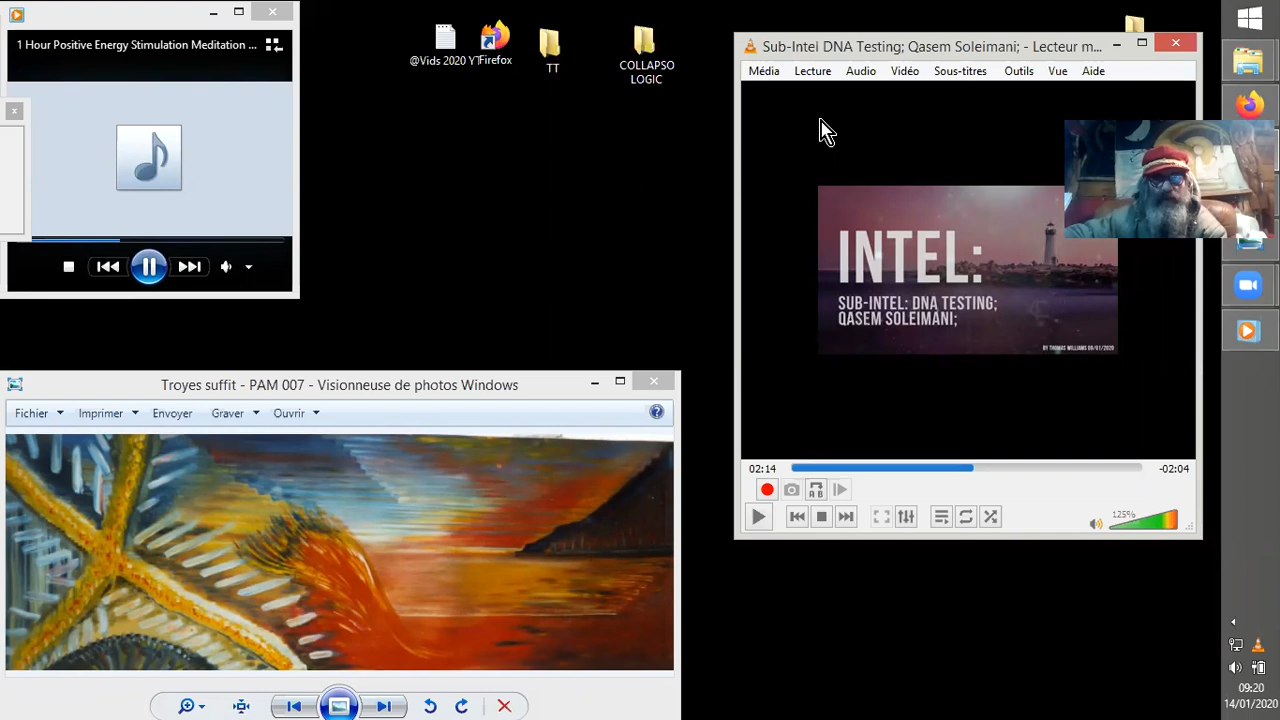 1 Hour Positive Energy Stimulation Meditation ...
@Vids 2020 YT
Firefox
TT
COLLAPSO
LOGIC
Sub-Intel DNA Testing; Qasem Soleimani; - Lecteur m...
Média Lecture Audio Vidéo Sous-titres Outils Vue Aide
INTEL:
SUB-INTEL: DNA TESTING;
QASEM SOLEIMANI;
BY THOMAS WILLIAMS 09/01/2020
02:14
-02:04
125%
Troyes suffit - PAM 007 - Visionneuse de photos Windows
Fichier Imprimer Envoyer Graver Ouvrir
09:20
14/01/2020